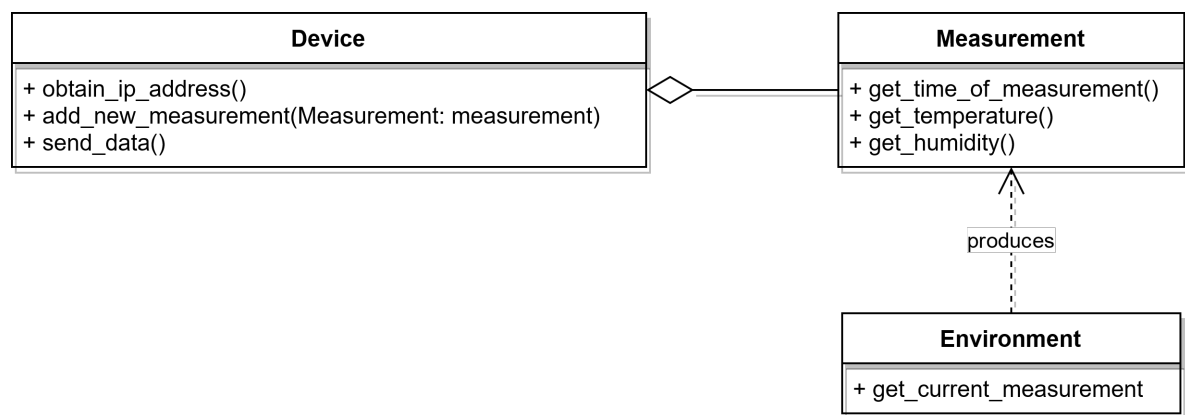 Device
+ obtain_ip_address()
+ add_new_measurement(Measurement: measurement)
+ send_data()
Measurement
+ get_time_of_measurement()
+ get_temperature()
+ get_humidity()
produces
Environment
+ get_current_measurement